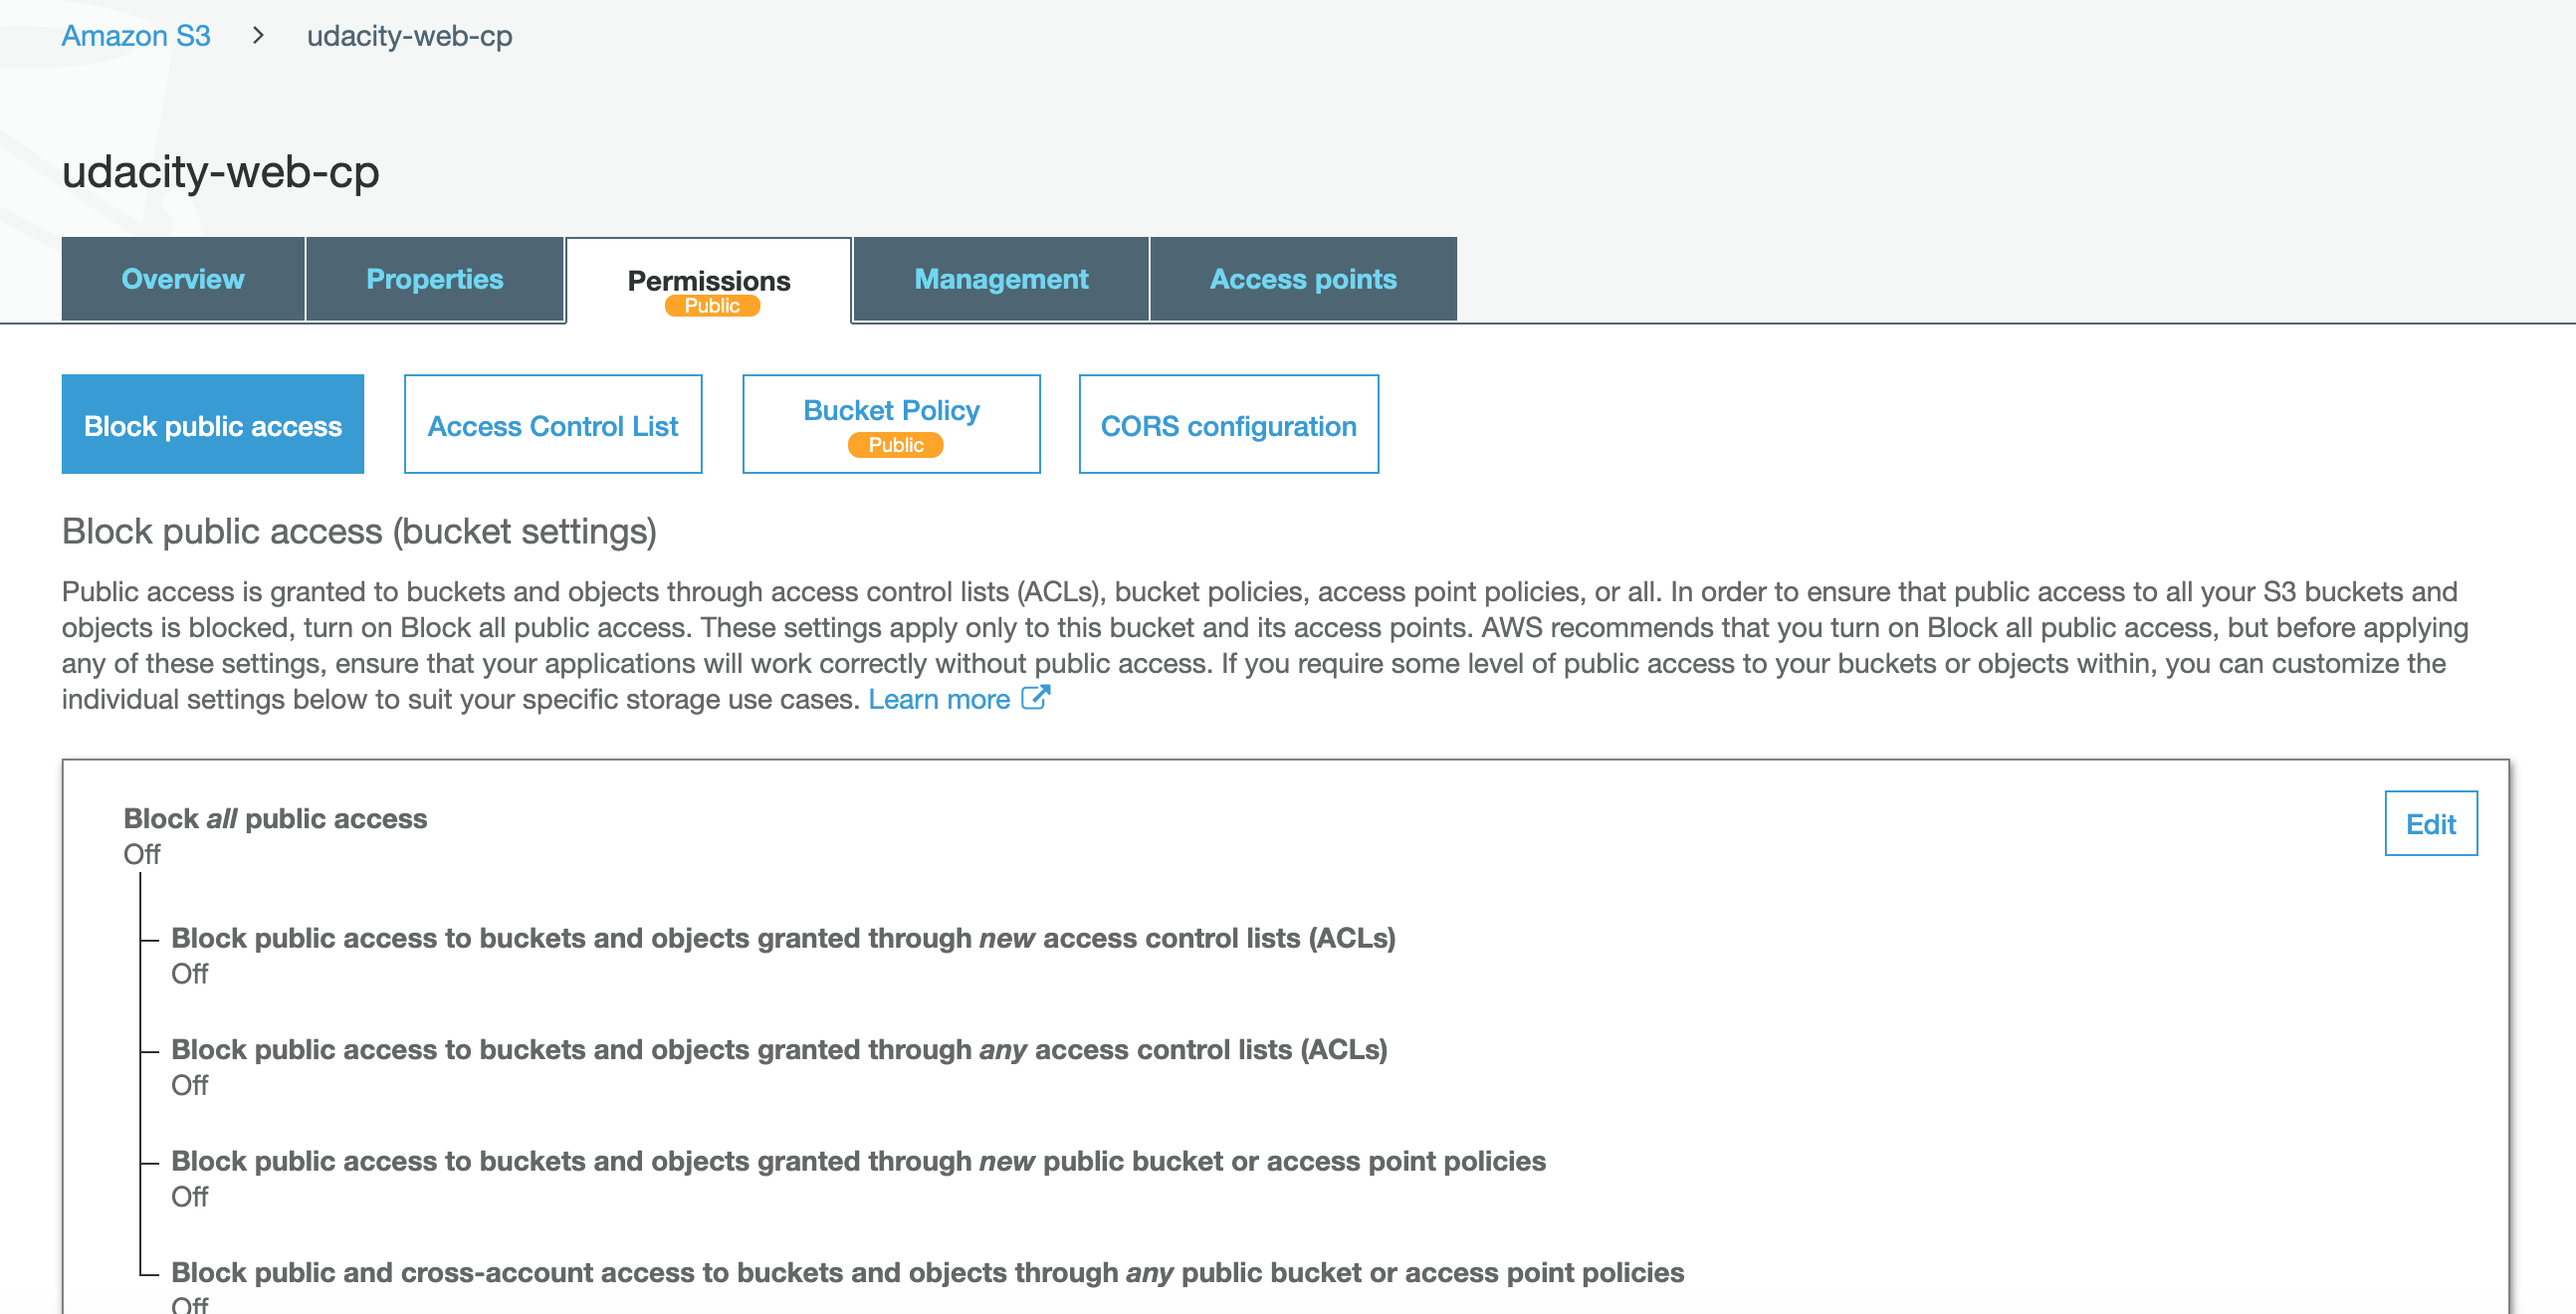 Amazon S3 > udacity-web-cp
udacity-web-cp
Overview Properties Permissions Management Access points
Public
Block public access Access Control List Bucket Policy CORS configuration
Public
Block public access (bucket settings)
Public access is granted to buckets and objects through access control lists (ACLs), bucket policies, access point policies, or all. In order to ensure that public access to all your S3 buckets and
objects is blocked, turn on Block all public access. These settings apply only to this bucket and its access points. AWS recommends that you turn on Block all public access, but before applying
any of these settings, ensure that your applications will work correctly without public access. If you require some level of public access to your buckets or objects within, you can customize the
individual settings below to suit your specific storage use cases. Learn more
Block all public access
Edit
Off
Block public access to buckets and objects granted through new access control lists (ACLs)
Off
Block public access to buckets and objects granted through any access control lists (ACLs)
Off
Block public access to buckets and objects granted through new public bucket or access point policies
Off
Block public and cross-account access to buckets and objects through any public bucket or access point policies
Off